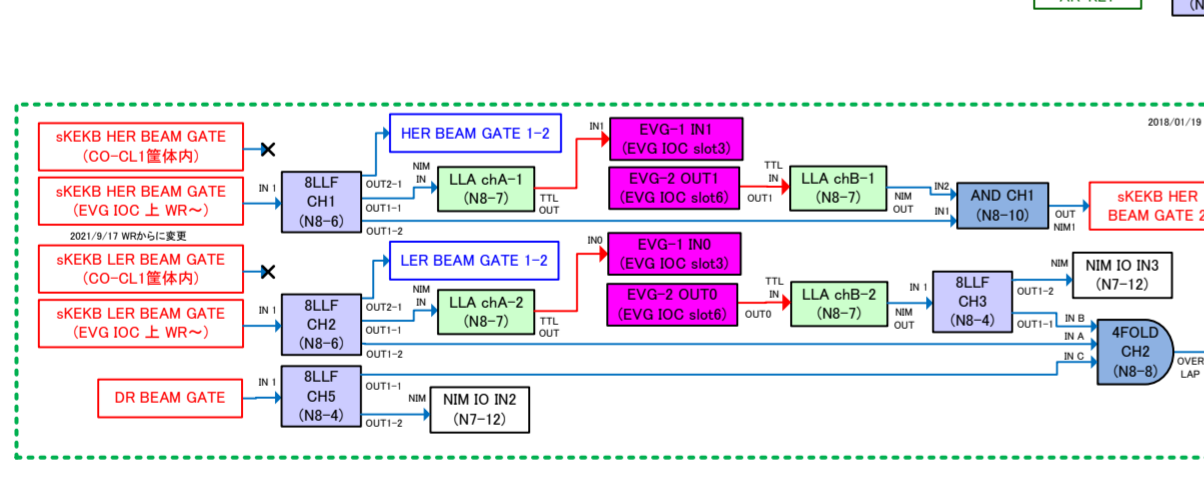 (N
2018/01/19
sKEKB HER BEAM GATE
(CO-CL1筐体内)
sKEKB HER BEAM GATE
(EVG IOC 上 WR～)
2021/9/17 WRからに変更
IN 1
8LLF
CH1
(N8-6)
OUT2-1
OUT1-1
OUT1-2
HER BEAM GATE 1-2
NIM
IN
LLA chA-1
(N8-7)
TTL
OUT
IN1
EVG-1 IN1
(EVG IOC slot3)
EVG-2 OUT1
(EVG IOC slot6)
OUT1
TTL
IN
LLA chB-1
(N8-7)
NIM
OUT
IN2
IN1
AND CH1
(N8-10)
OUT
NIM1
sKEKB HER
BEAM GATE 2
sKEKB LER BEAM GATE
(CO-CL1筐体内)
sKEKB LER BEAM GATE
(EVG IOC 上 WR～)
IN 1
8LLF
CH2
(N8-6)
OUT2-1
OUT1-1
OUT1-2
LER BEAM GATE 1-2
NIM
IN
LLA chA-2
(N8-7)
TTL
OUT
IN0
EVG-1 IN0
(EVG IOC slot3)
EVG-2 OUT0
(EVG IOC slot6)
OUT0
TTL
IN
LLA chB-2
(N8-7)
NIM
OUT
IN 1
8LLF
CH3
(N8-4)
OUT1-2
OUT1-1
NIM
NIM IO IN3
(N7-12)
IN B
IN A
IN C
4FOLD
CH2
(N8-8)
OVER
LAP
DR BEAM GATE
IN 1
8LLF
CH5
(N8-4)
OUT1-1
OUT1-2
NIM
NIM IO IN2
(N7-12)